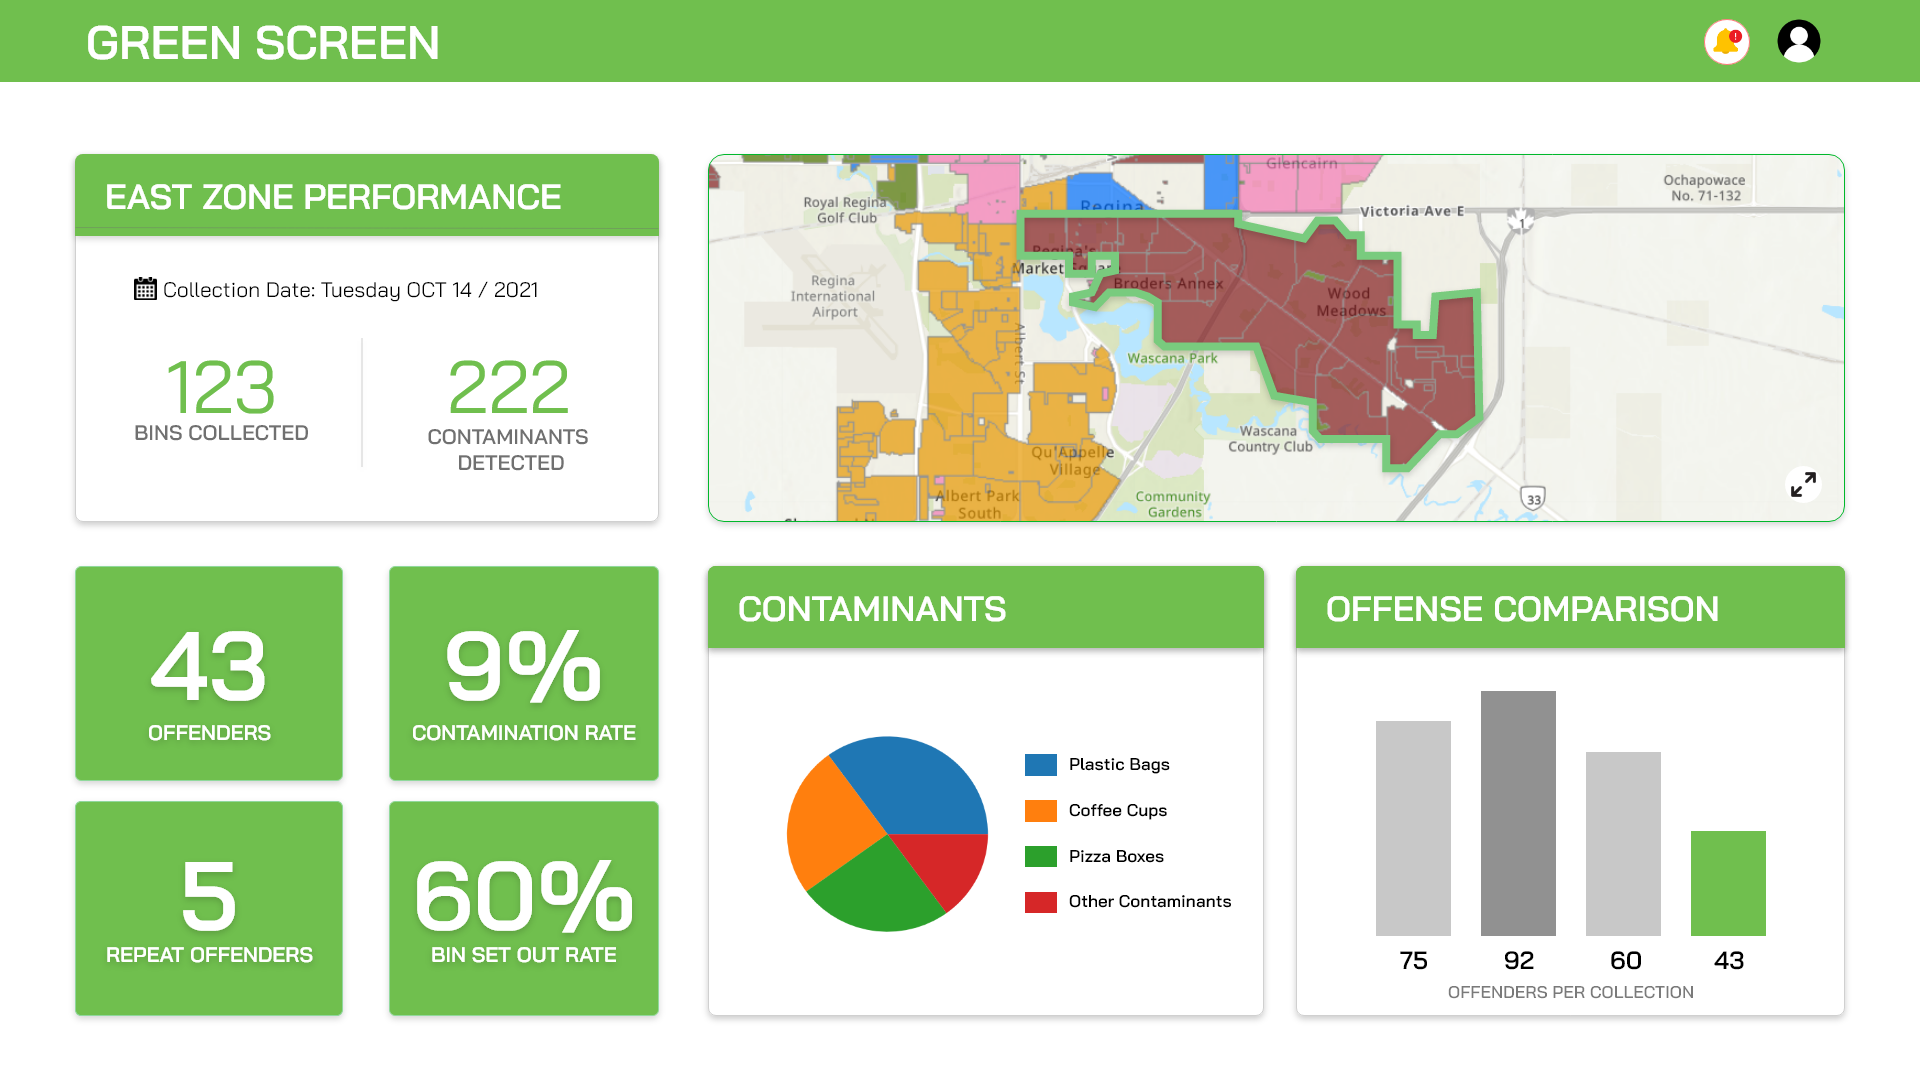 GREEN SCREEN
EAST ZONE PERFORMANCE
Collection Date: Tuesday OCT 14 / 2021
123
BINS COLLECTED
222
CONTAMINANTS
DETECTED
Glencairn
Ochapowace
No. 71-132
Royal Regina
Golf Club
Regina
Victoria Ave E
1
Regina's
Market Square
Broders Annex
Regina
International
Airport
Wood
Meadows
Albert St
Wascana Park
Wascana
Country Club
Qu'Appelle
Village
Albert Park
South
Community
Gardens
33
43
OFFENDERS
9%
CONTAMINATION RATE
5
REPEAT OFFENDERS
60%
BIN SET OUT RATE
CONTAMINANTS
Plastic Bags
Coffee Cups
Pizza Boxes
Other Contaminants
OFFENSE COMPARISON
75
92
60
43
OFFENDERS PER COLLECTION